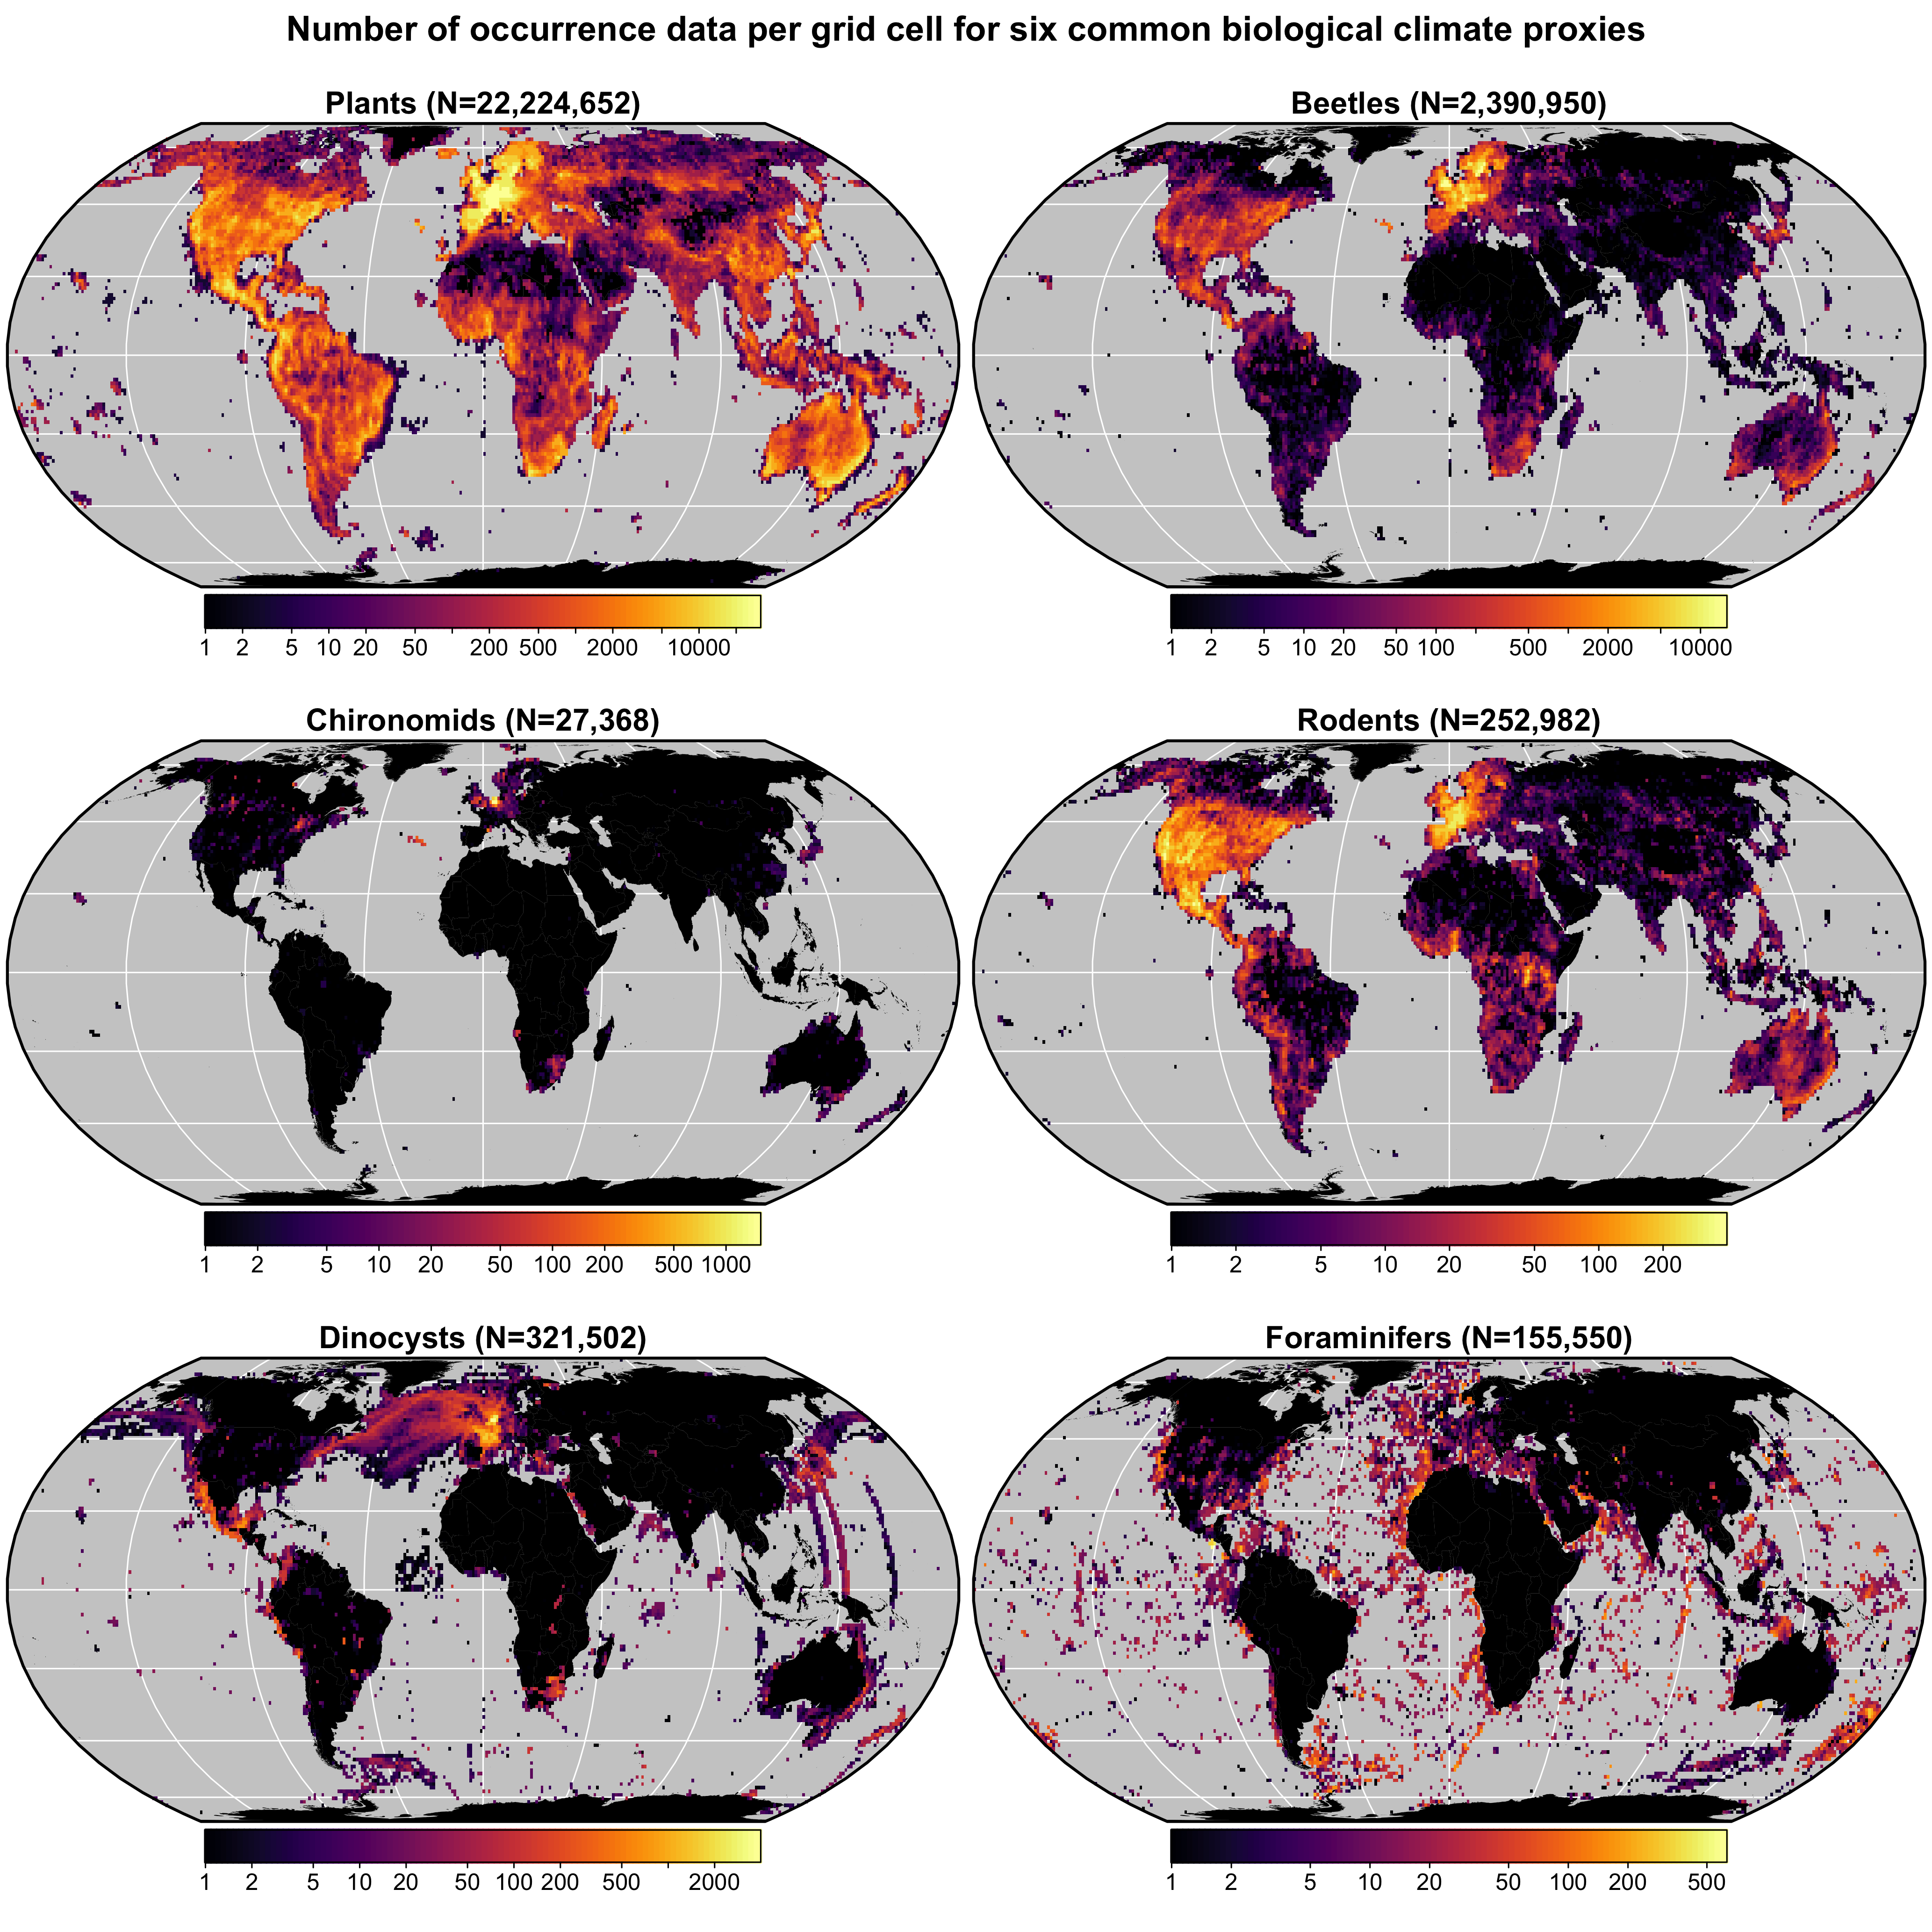 Number of occurrence data per grid cell for six common biological climate proxies
Plants (N=22,224,652)
Beetles (N=2,390,950)
1 2 5 10 20 50 200 500 2000 10000
1 2 5 10 20 50 100 500 2000 10000
Chironomids (N=27,368)
Rodents (N=252,982)
1 2 5 10 20 50 100 200 500 1000
1 2 5 10 20 50 100 200
Dinocysts (N=321,502)
Foraminifers (N=155,550)
1 2 5 10 20 50 100 200 500 2000
1 2 5 10 20 50 100 200 500